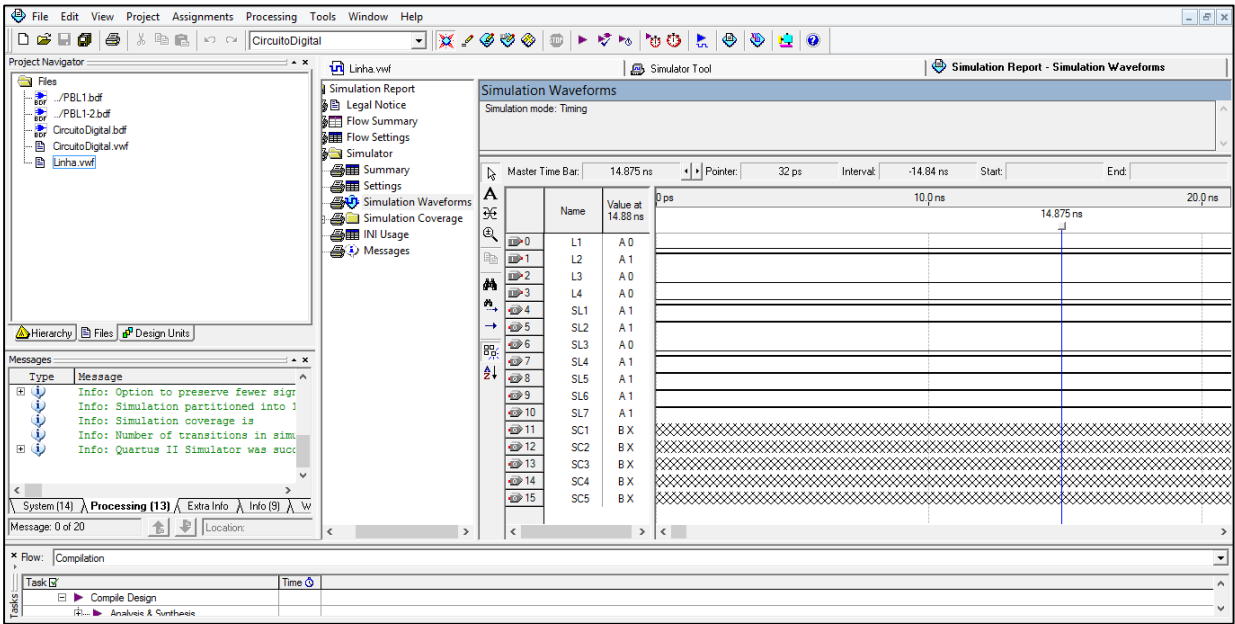 File Edit View Project Assignments Processing Tools Window Help
CircuitoDigital
Project Navigator
Files
../PBL1.bdf
../PBL1-2.bdf
CircuitoDigital.bdf
CircuitoDigital.vwf
Linha.vwf
Hierarchy Files Design Units
Messages
Type Message
Info: Option to preserve fewer sign
Info: Simulation partitioned into 1
Info: Simulation coverage is
Info: Number of transitions in simu
Info: Quartus II Simulator was succ
System (14) Processing (13) Extra Info Info (9) W
Message: 0 of 20 Location:
Linha.vwf Simulator Tool Simulation Report - Simulation Waveforms
Simulation Report
Legal Notice
Flow Summary
Flow Settings
Simulator
Summary
Settings
Simulation Waveforms
Simulation Coverage
INI Usage
Messages
Simulation Waveforms
Simulation mode: Timing
Master Time Bar: 14.875 ns Pointer: 32 ps Interval: -14.84 ns Start: End:
Name Value at 14.88 ns
0 ps 10.0 ns 20.0 ns
14.875 ns
0 L1 A 0
1 L2 A 1
2 L3 A 0
3 L4 A 0
4 SL1 A 1
5 SL2 A 1
6 SL3 A 0
7 SL4 A 1
8 SL5 A 1
9 SL6 A 1
10 SL7 A 1
11 SC1 B X
12 SC2 B X
13 SC3 B X
14 SC4 B X
15 SC5 B X
Flow: Compilation
Tasks
Task Time
Compile Design
Analysis & Synthesis